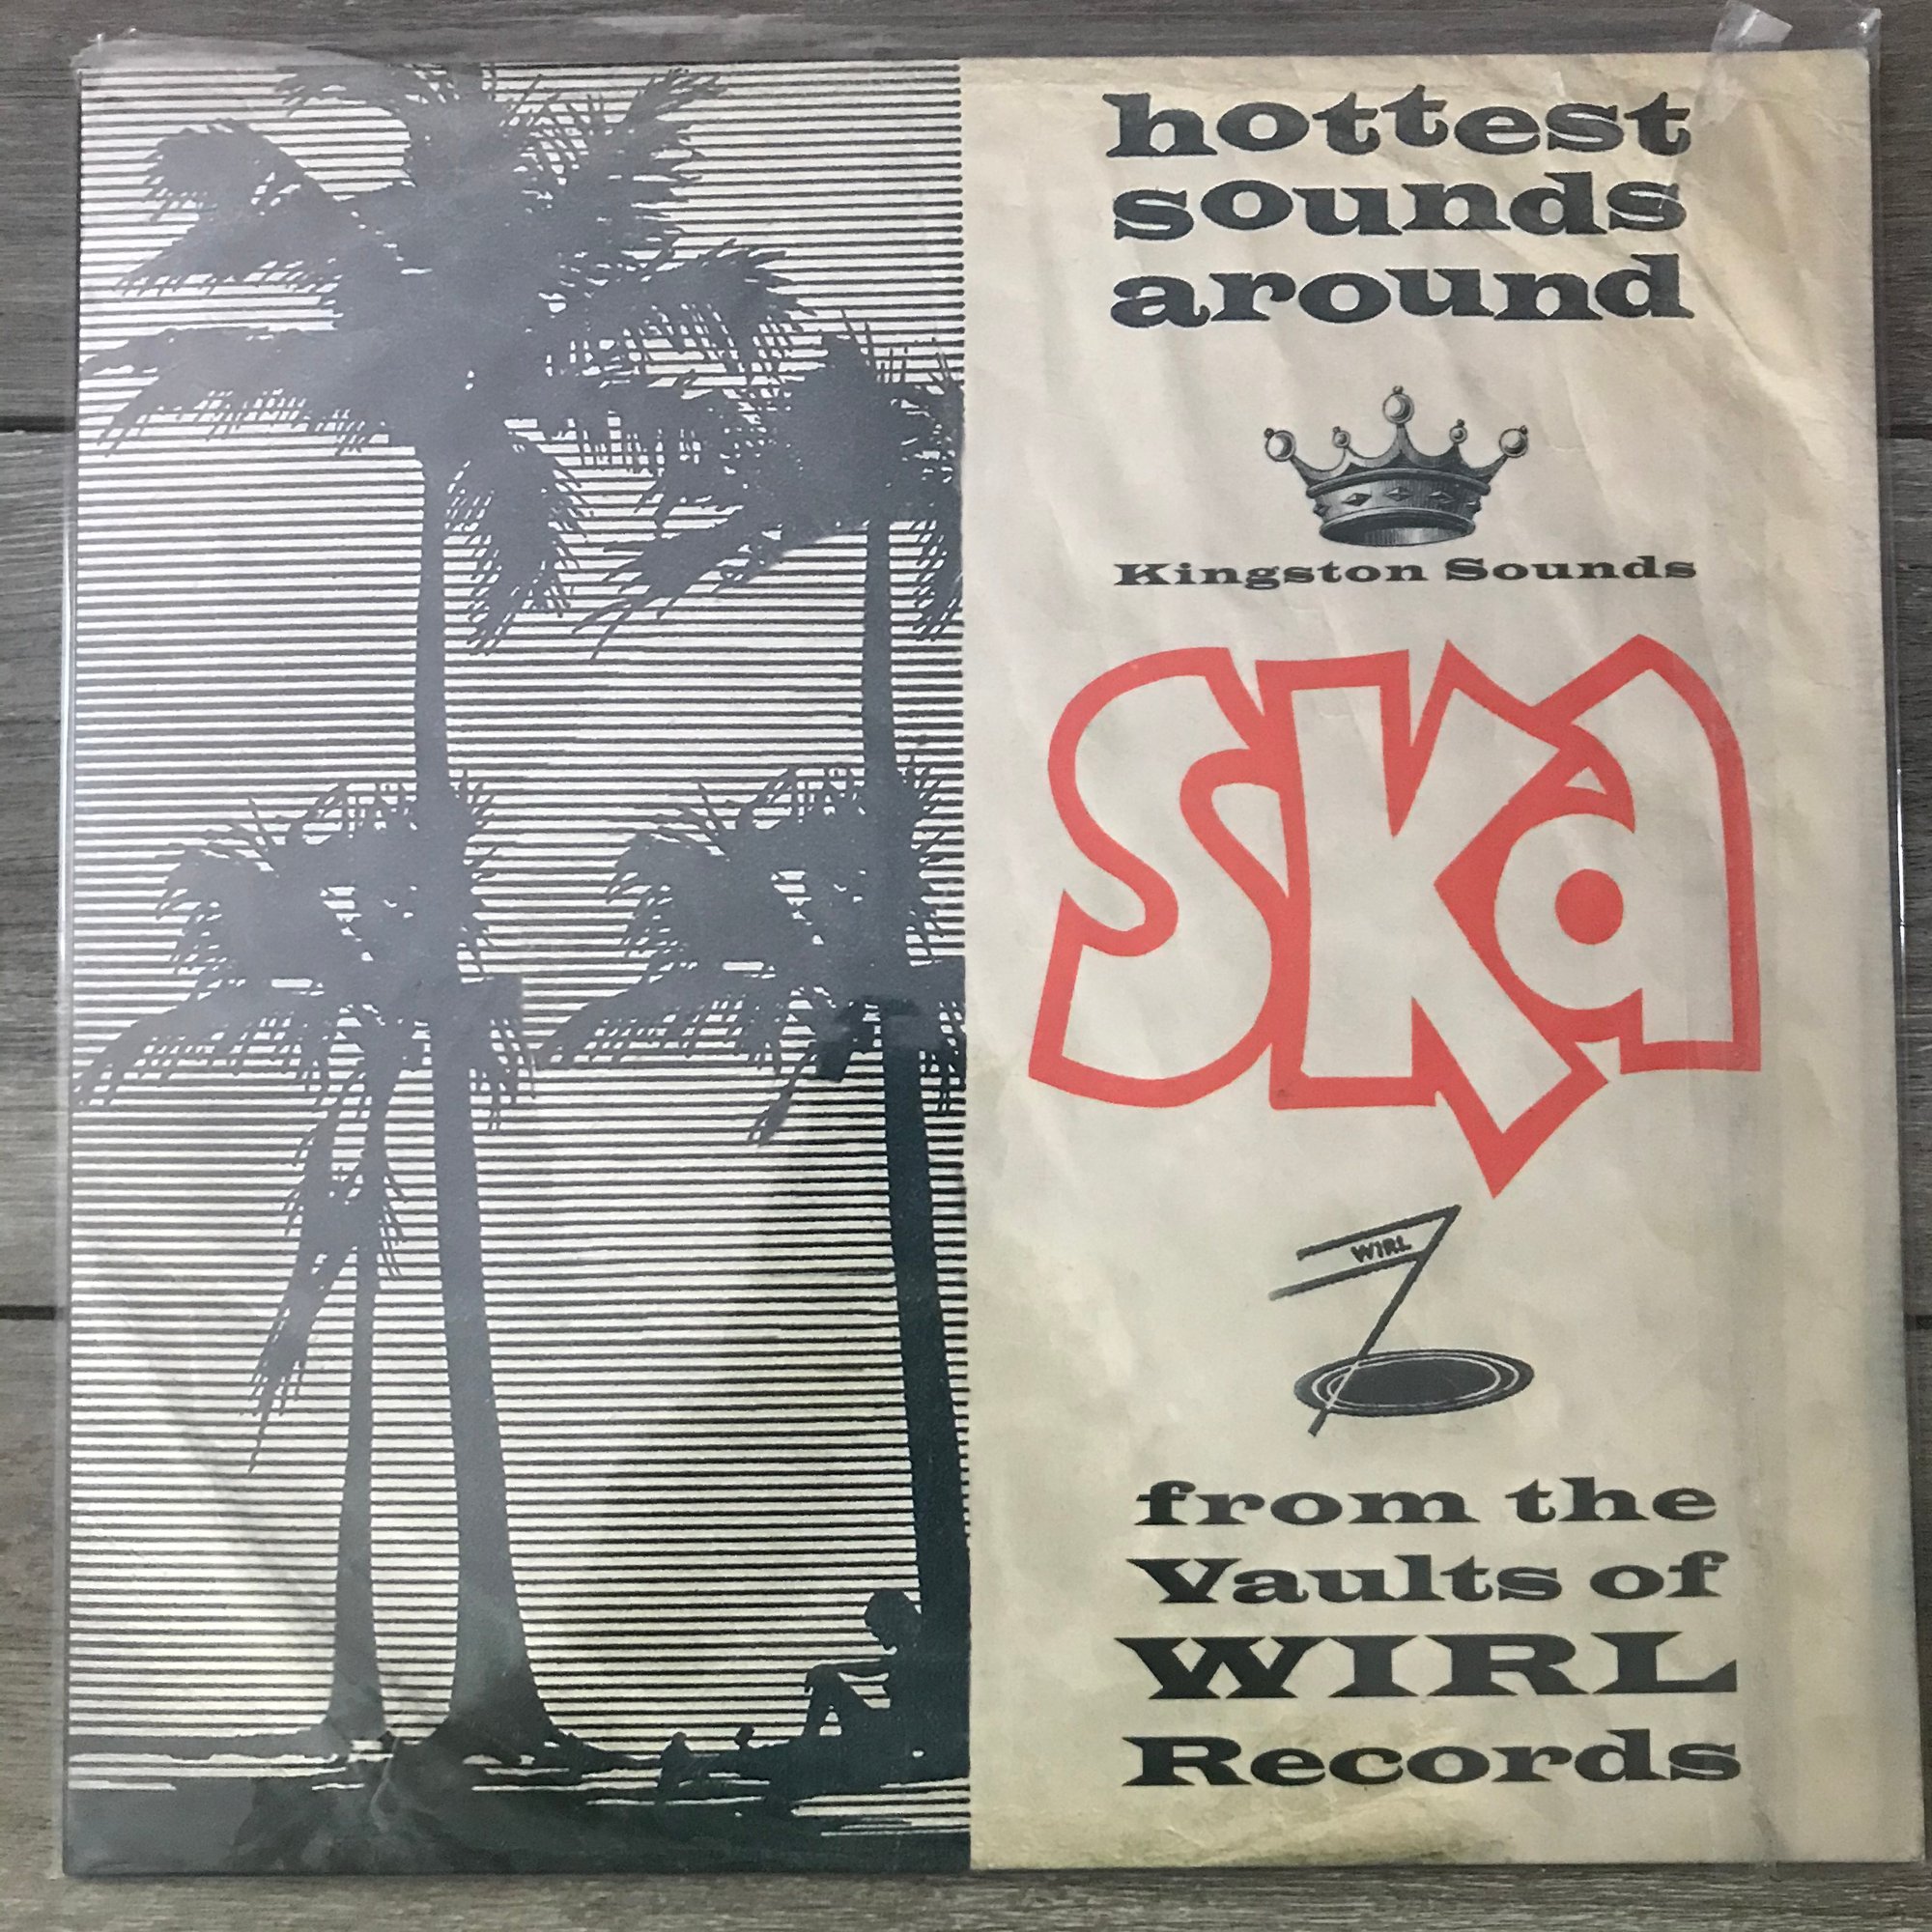 hottest
sounds
around
Kingston Sounds
SKa
WIRL
from the
Vaults of
WIRL
Records